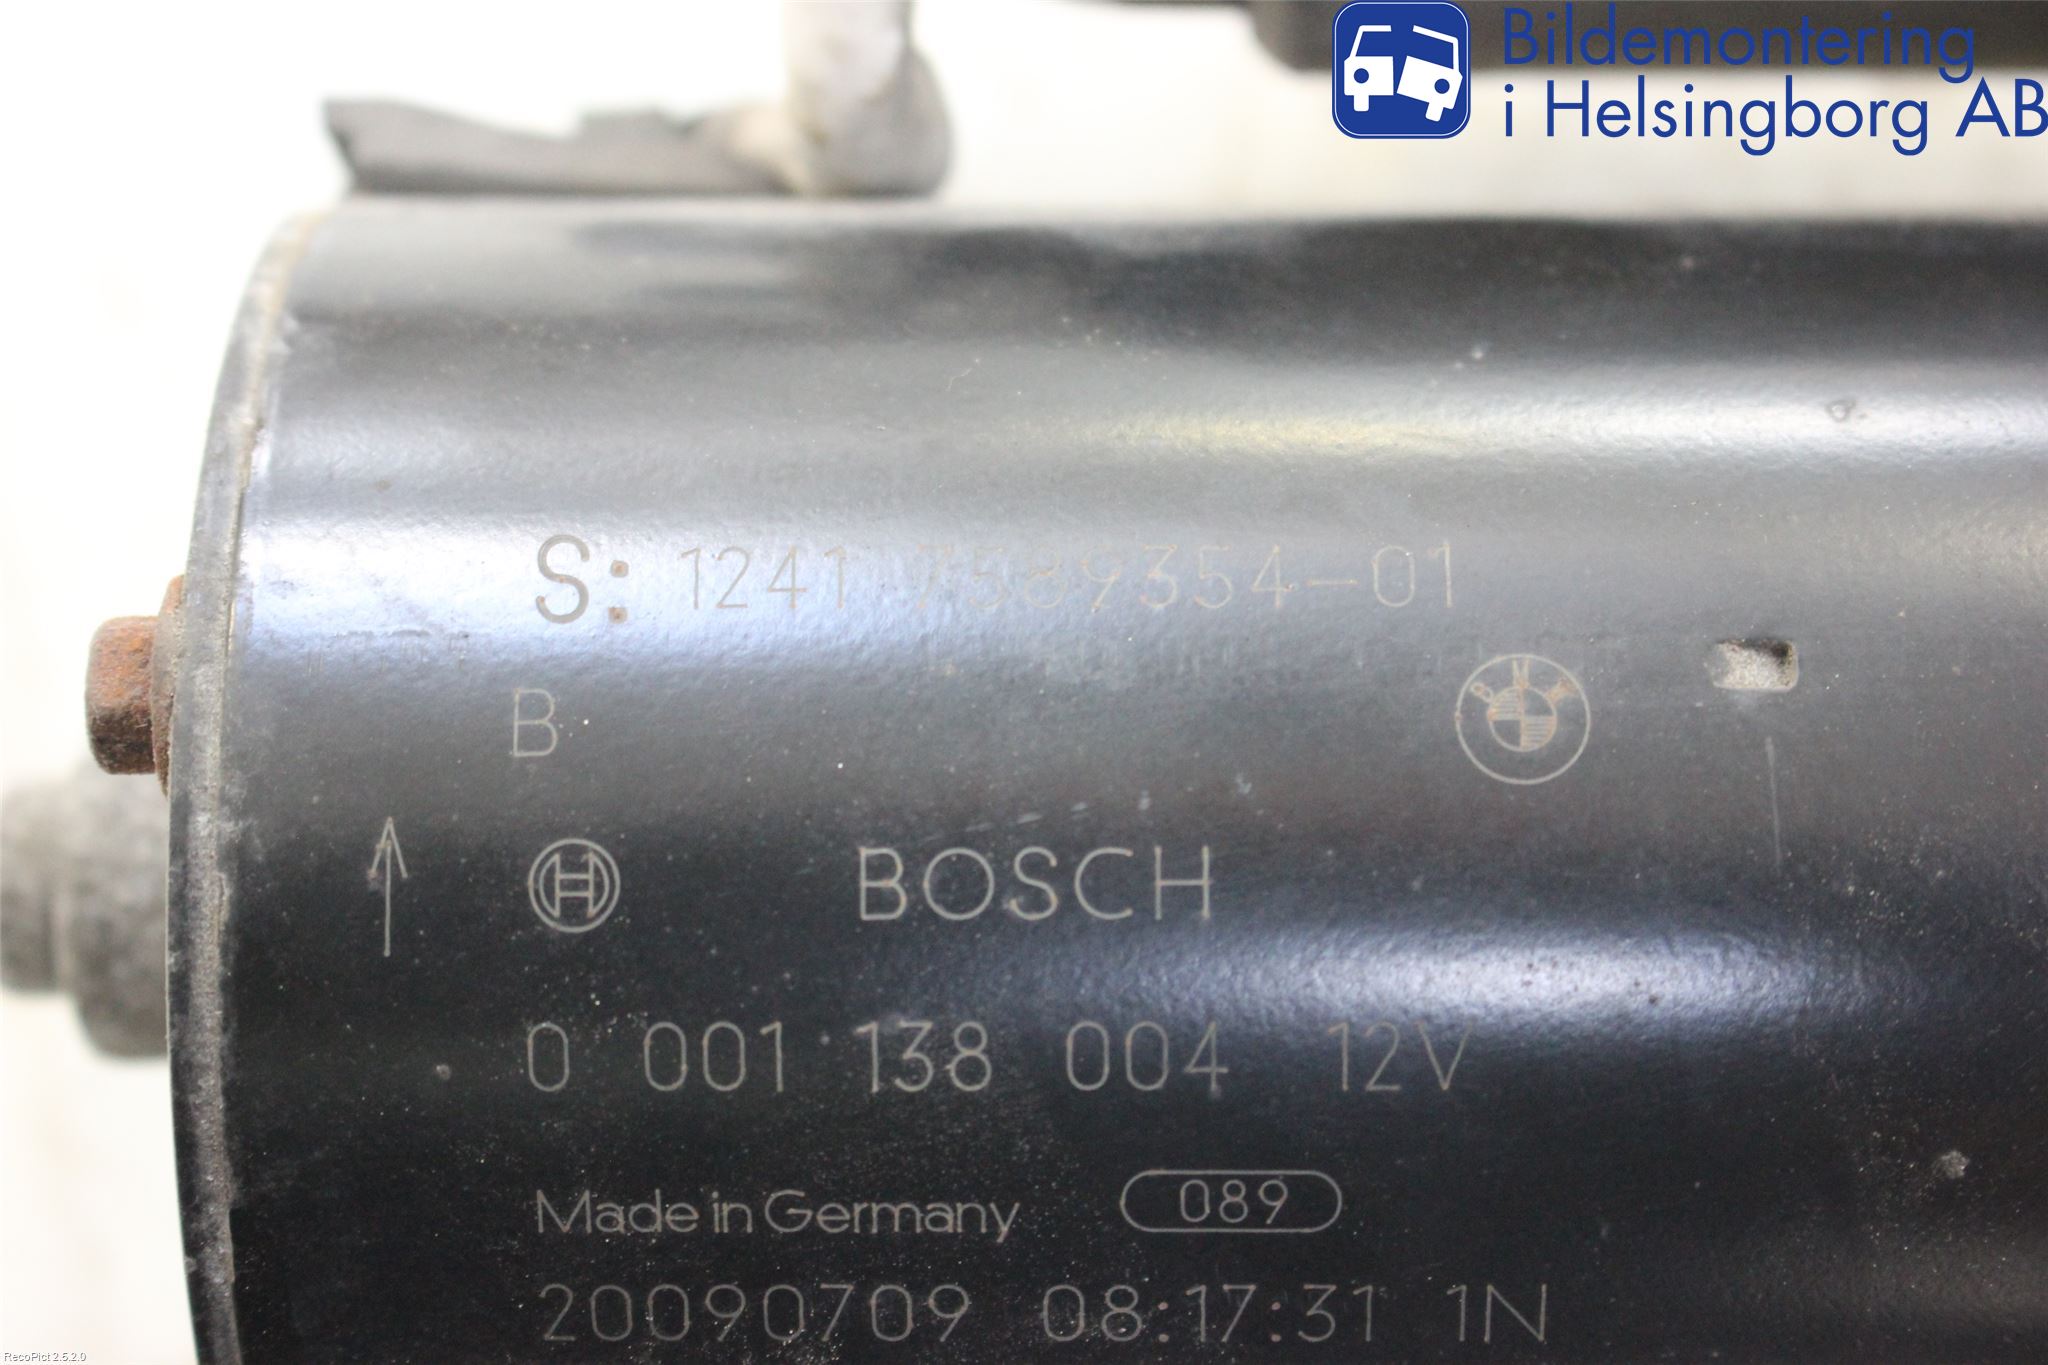 Bildemontering
i Helsingborg AB
S: 1241 7589354-01
B
BMW
BOSCH
0 001 138 004 12V
Made in Germany 089
20090709 08:17:31 1N
RecoPict 2.5.2.0